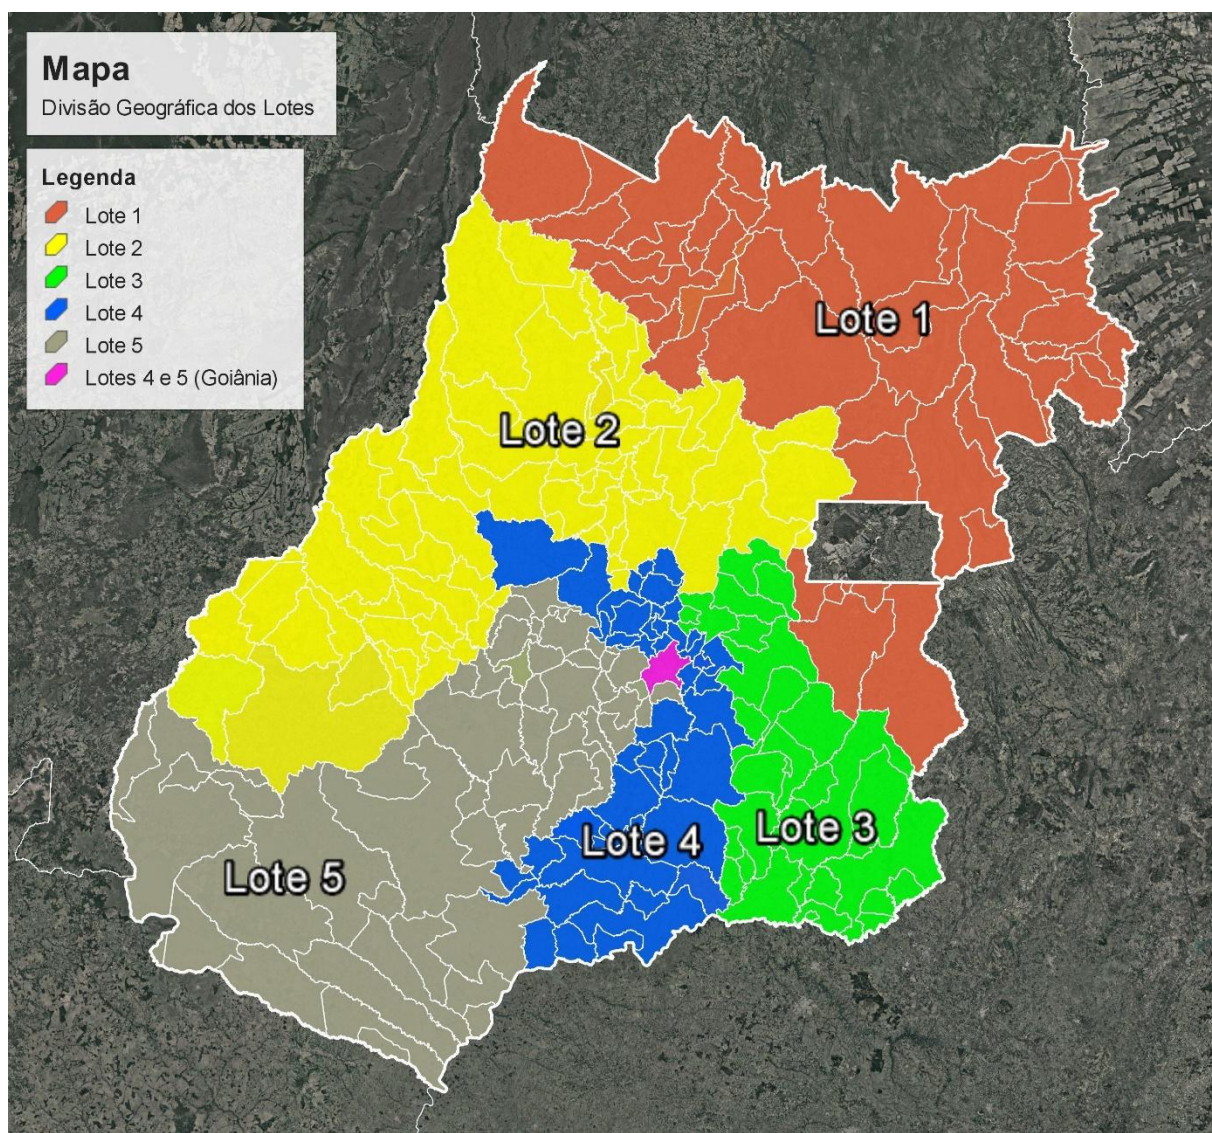 Mapa
Divisão Geográfica dos Lotes
Legenda
Lote 1
Lote 2
Lote 3
Lote 4
Lote 5
Lotes 4 e 5 (Goiânia)
Lote 1
Lote 2
Lote 3
Lote 4
Lote 5